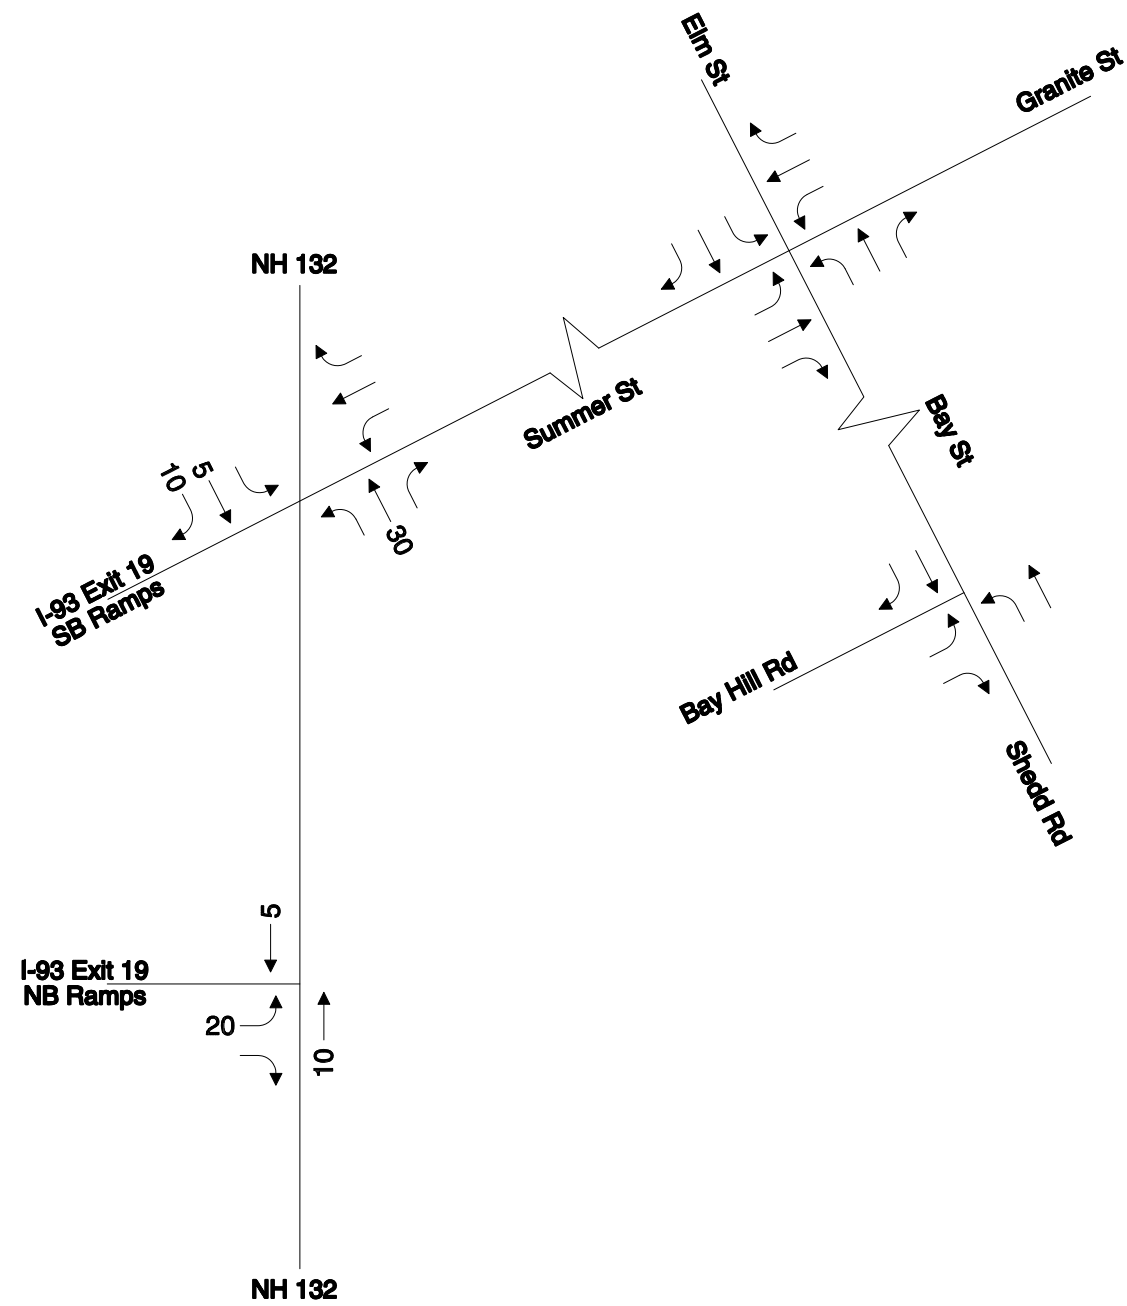 Elm St
Granite St
NH 132
Summer St
Bay St
10
5
30
I-93 Exit 19
SB Ramps
Bay Hill Rd
Shedd Rd
5
I-93 Exit 19
NB Ramps
20
10
NH 132